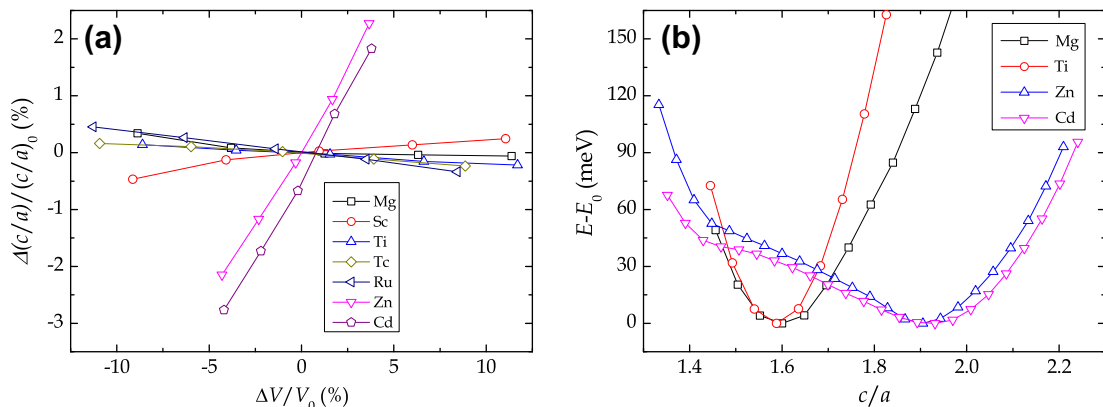 (a)
Δ(c/a)/(c/a)0 (%)
2
1
0
-1
-2
-3
Mg
Sc
Ti
Tc
Ru
Zn
Cd
-10 -5 0 5 10
ΔV/V0 (%)
(b)
E-E0 (meV)
150
120
90
60
30
0
Mg
Ti
Zn
Cd
1.4 1.6 1.8 2.0 2.2
c/a